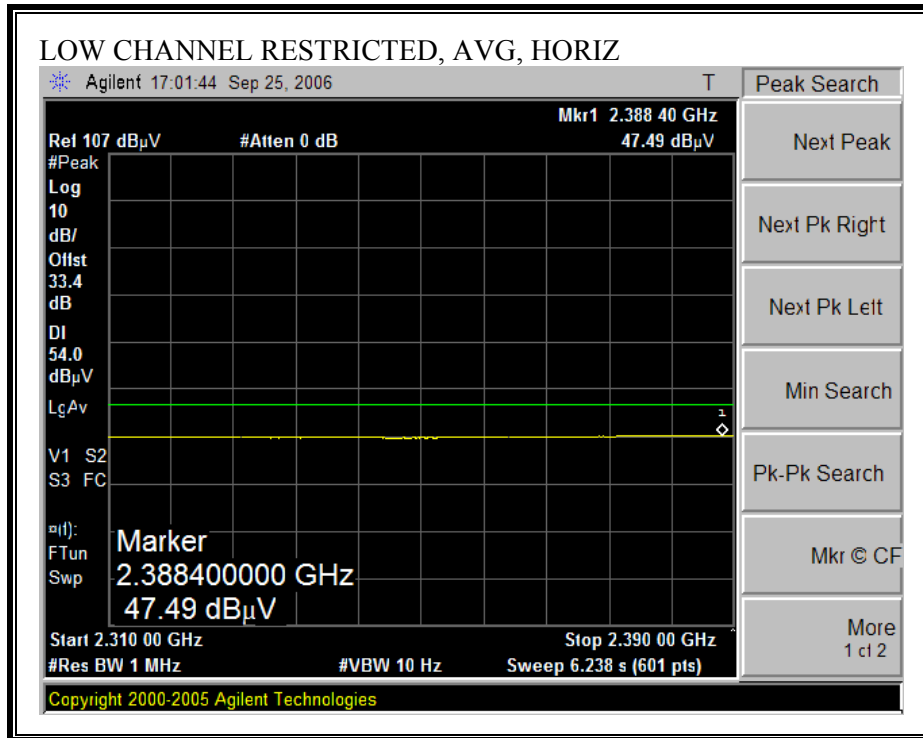 LOW CHANNEL RESTRICTED, AVG, HORIZ
Agilent 17:01:44 Sep 25, 2006 T
Peak Search
Mkr1 2.388 40 GHz
Ref 107 dBµV #Atten 0 dB 47.49 dBµV
#Peak
Log
10
dB/
Offst
33.4
dB
DI
54.0
dBµV
LgAv
1
V1 S2
S3 FC
¤(f):
FTun
Swp
Marker
2.388400000 GHz
47.49 dBµV
Start 2.310 00 GHz Stop 2.390 00 GHz
#Res BW 1 MHz #VBW 10 Hz Sweep 6.238 s (601 pts)
Copyright 2000-2005 Agilent Technologies
Next Peak
Next Pk Right
Next Pk Left
Min Search
Pk-Pk Search
Mkr © CF
More
1 of 2